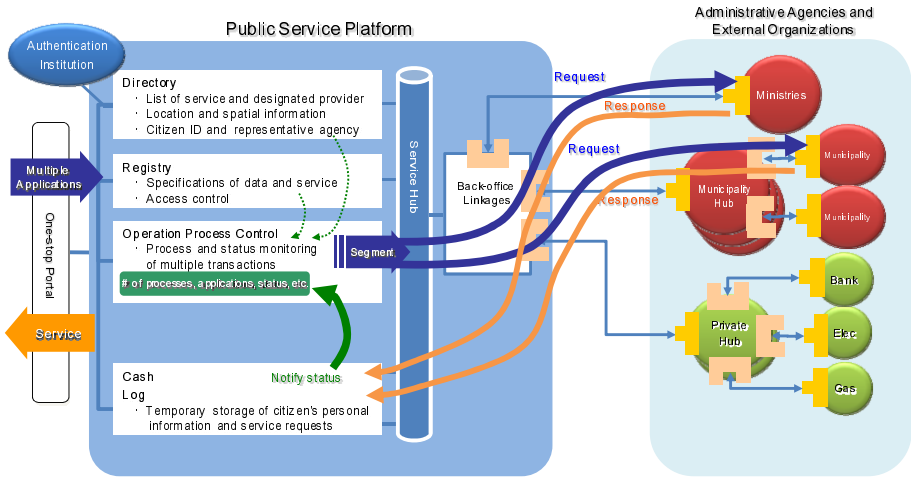 Public Service Platform
Administrative Agencies and
External Organizations
Authentication
Institution
Directory
・ List of service and designated provider
・ Location and spatial information
・ Citizen ID and representative agency
Registry
・ Specifications of data and service
・ Access control
Operation Process Control
・ Process and status monitoring
of multiple transactions
# of processes, applications, status, etc.
Notify status
Cash
Log
・ Temporary storage of citizen's personal
information and service requests
Multiple
Applications
One-stop Portal
Service
Service Hub
Segment
Back-office
Linkages
Request
Response
Request
Response
Ministries
Municipality
Hub
Municipality
Municipality
Private
Hub
Bank
Elec
Gas